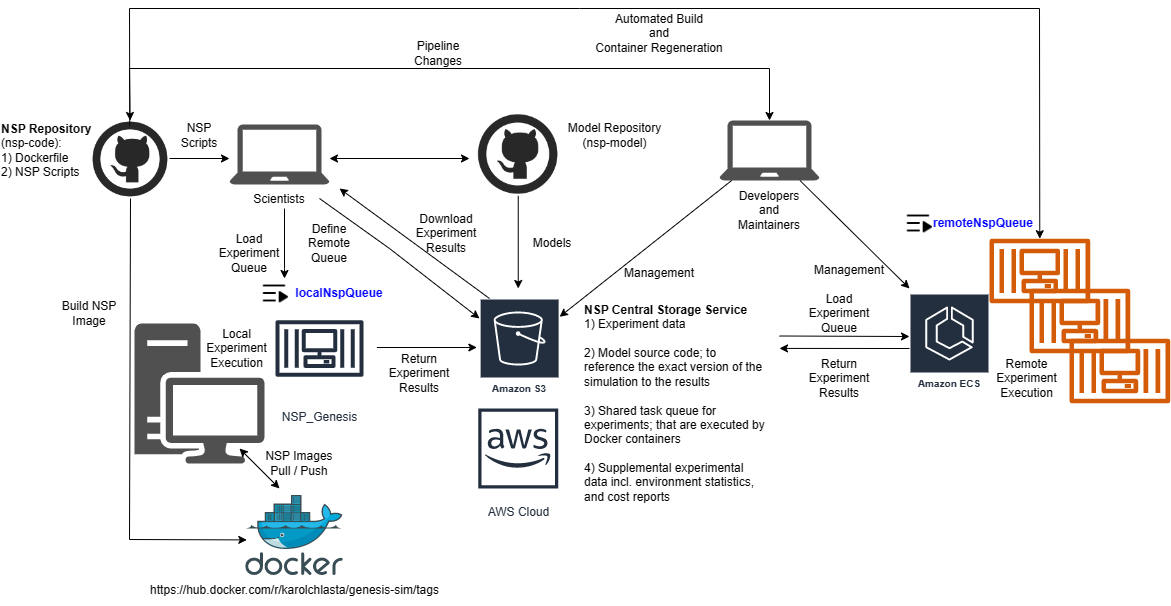 Automated Build
and
Container Regeneration
Pipeline
Changes
NSP Repository
(nsp-code):
1) Dockerfile
2) NSP Scripts
NSP
Scripts
Scientists
Model Repository
(nsp-model)
Developers
and
Maintainers
remoteNspQueue
Load
Experiment
Queue
Define
Remote
Queue
Download
Experiment
Results
Models
Management
Management
localNspQueue
Build NSP
Image
Local
Experiment
Execution
Return
Experiment
Results
Amazon S3
NSP Central Storage Service
1) Experiment data
2) Model source code; to
reference the exact version of the
simulation to the results
3) Shared task queue for
experiments; that are executed by
Docker containers
4) Supplemental experimental
data incl. environment statistics,
and cost reports
Load
Experiment
Queue
Return
Experiment
Results
Amazon ECS
Remote
Experiment
Execution
NSP_Genesis
NSP Images
Pull / Push
aws
AWS Cloud
docker
https://hub.docker.com/r/karolchlasta/genesis-sim/tags